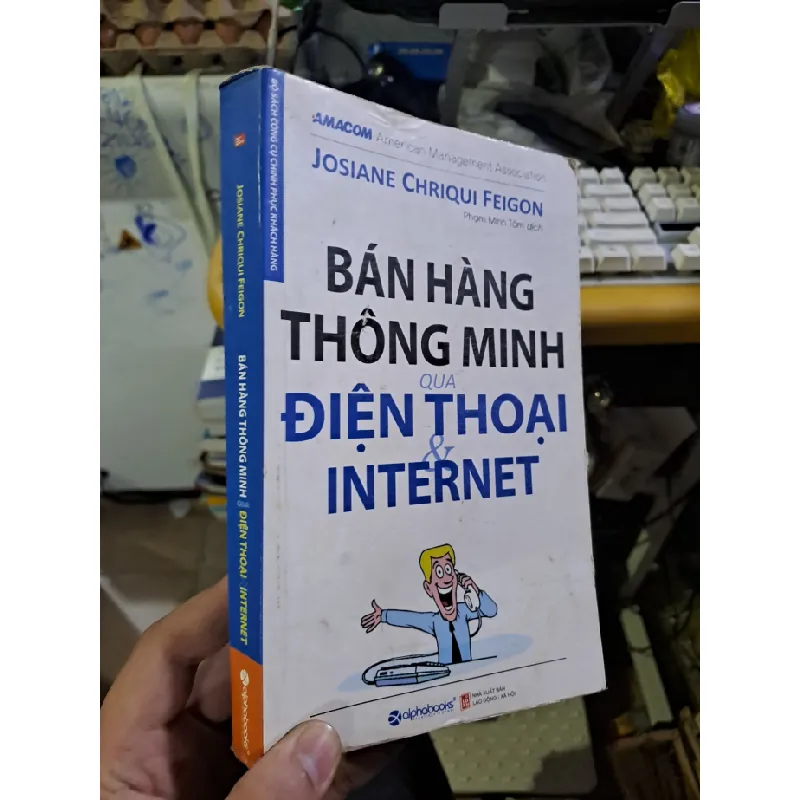 BỘ SÁCH CÔNG CỤ CHINH PHỤC KHÁCH HÀNG
JOSIANE CHRIQUI FEIGON
BÁN HÀNG THÔNG MINH QUA ĐIỆN THOẠI & INTERNET
alphabooks
AMACOM American Management Association
JOSIANE CHRIQUI FEIGON
Phạm Minh Tâm dịch
BÁN HÀNG
THÔNG MINH
QUA
ĐIỆN THOẠI
&
INTERNET
alphabooks
NHÀ XUẤT BẢN
LAO ĐỘNG - XÃ HỘI